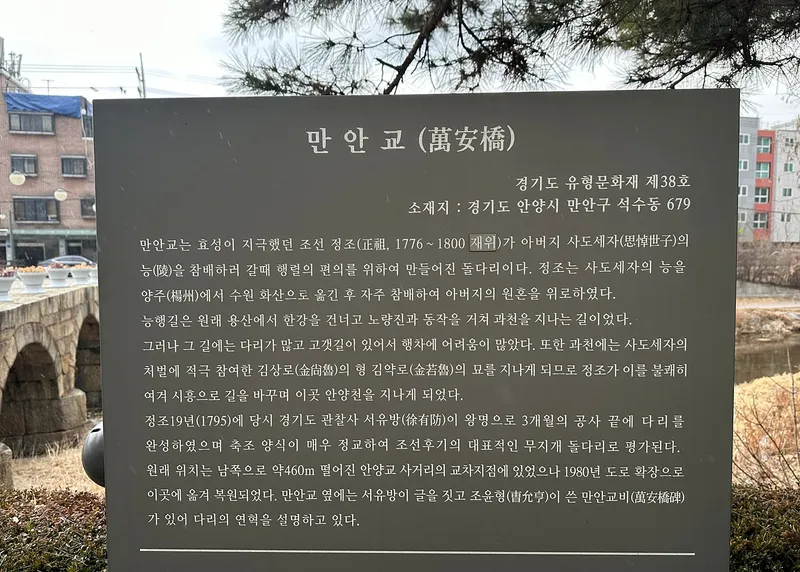 만안교 (萬安橋)
경기도 유형문화재 제38호
소재지 : 경기도 안양시 만안구 석수동 679
만안교는 효성이 지극했던 조선 정조(正祖, 1776 ~ 1800 재위)가 아버지 사도세자(思悼世子)의
능(陵)을 참배하러 갈때 행렬의 편의를 위하여 만들어진 돌다리이다. 정조는 사도세자의 능을
양주(楊州)에서 수원 화산으로 옮긴 후 자주 참배하여 아버지의 원혼을 위로하였다.
능행길은 원래 용산에서 한강을 건너고 노량진과 동작을 거쳐 과천을 지나는 길이었다.
그러나 그 길에는 다리가 많고 고갯길이 있어서 행차에 어려움이 많았다. 또한 과천에는 사도세자의
처벌에 적극 참여한 김상로(金尙魯)의 형 김약로(金若魯)의 묘를 지나게 되므로 정조가 이를 불쾌히
여겨 시흥으로 길을 바꾸며 이곳 안양천을 지나게 되었다.
정조19년(1795)에 당시 경기도 관찰사 서유방(徐有防)이 왕명으로 3개월의 공사 끝에 다리를
완성하였으며 축조 양식이 매우 정교하여 조선후기의 대표적인 무지개 돌다리로 평가된다.
원래 위치는 남쪽으로 약460m 떨어진 안양교 사거리의 교차지점에 있었으나 1980년 도로 확장으로
이곳에 옮겨 복원되었다. 만안교 옆에는 서유방이 글을 짓고 조윤형(曺允亨)이 쓴 만안교비(萬安橋碑)
가 있어 다리의 연혁을 설명하고 있다.